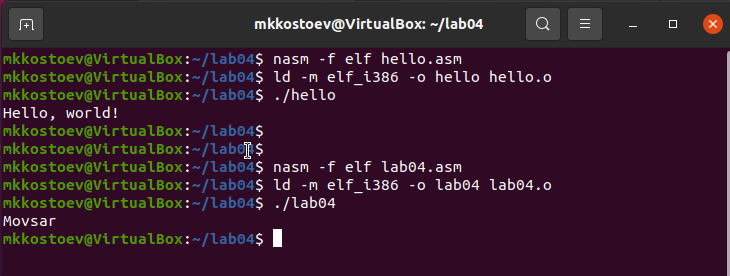 mkkostoev@VirtualBox: ~/lab04
mkkostoev@VirtualBox:~/lab04$ nasm -f elf hello.asm
mkkostoev@VirtualBox:~/lab04$ ld -m elf_i386 -o hello hello.o
mkkostoev@VirtualBox:~/lab04$ ./hello
Hello, world!
mkkostoev@VirtualBox:~/lab04$
mkkostoev@VirtualBox:~/lab04$
mkkostoev@VirtualBox:~/lab04$ nasm -f elf lab04.asm
mkkostoev@VirtualBox:~/lab04$ ld -m elf_i386 -o lab04 lab04.o
mkkostoev@VirtualBox:~/lab04$ ./lab04
Movsar
mkkostoev@VirtualBox:~/lab04$